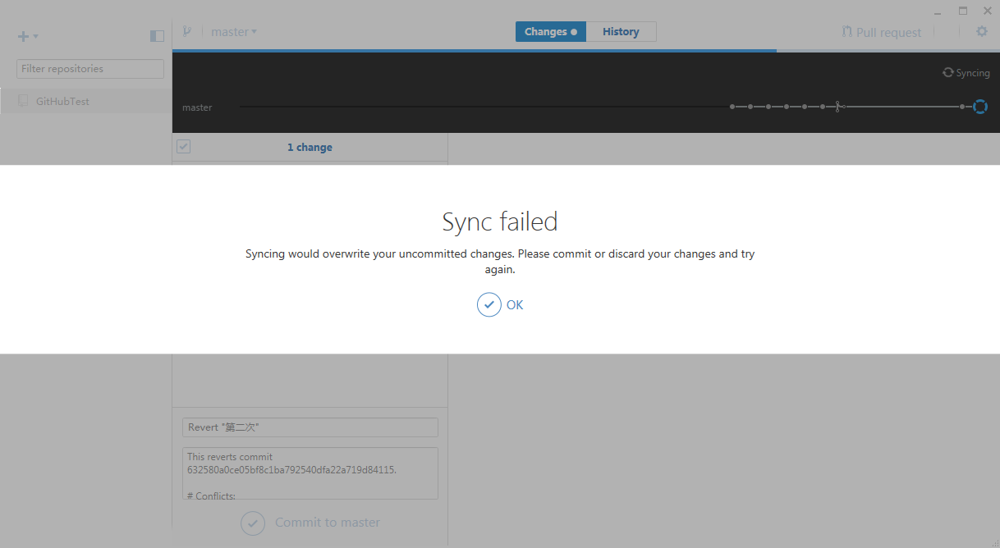 master
Changes
History
Pull request
Filter repositories
Syncing
GitHubTest
master
1 change
Sync failed
Syncing would overwrite your uncommitted changes. Please commit or discard your changes and try
again.
OK
Revert "第二次"
This reverts commit
632580a0ce05bf8c1ba792540dfa22a719d84115.
# Conflicts:
Commit to master